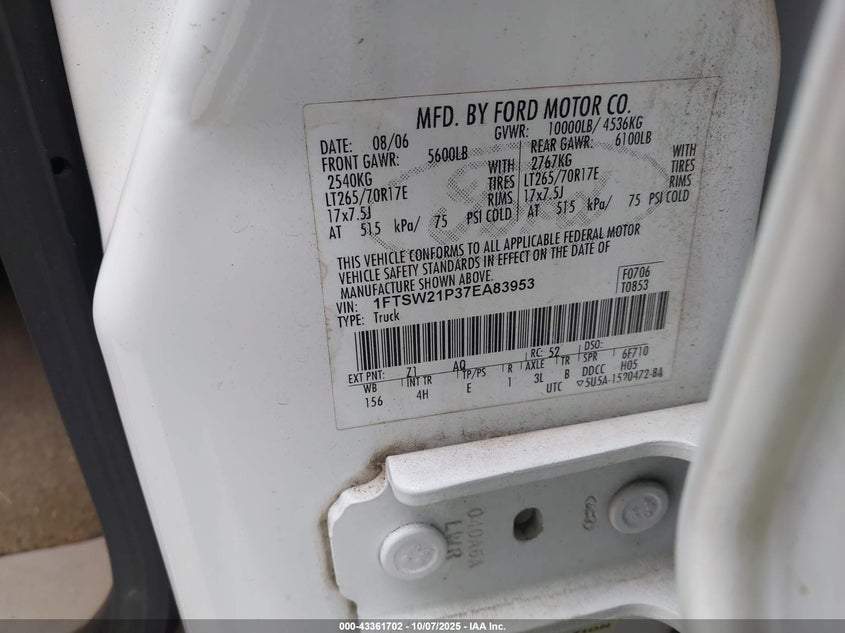 MFD. BY FORD MOTOR CO.
DATE: 08/06 GVWR: 10000LB/ 4536KG
FRONT GAWR: 5600LB REAR GAWR: 6100LB
2540KG WITH 2767KG WITH
LT265/70R17E TIRES LT265/70R17E TIRES
17x7.5J RIMS 17x7.5J RIMS
AT 515 kPa/ 75 PSI COLD AT 515 kPa/ 75 PSI COLD
THIS VEHICLE CONFORMS TO ALL APPLICABLE FEDERAL MOTOR
VEHICLE SAFETY STANDARDS IN EFFECT ON THE DATE OF
MANUFACTURE SHOWN ABOVE.
VIN: 1FTSW21P37EA83953
TYPE: Truck
F0706
T0853
EXT PNT: Z1 AQ RC: 52 DSO:
WB INT TR TP/PS R AXLE TR SPR 6F710
156 4H E 1 3L B DDCC H05
UTC ▽5U5A-1520472-BA
040A6A
LWR
000-43361702 - 10/07/2025 - IAA Inc.